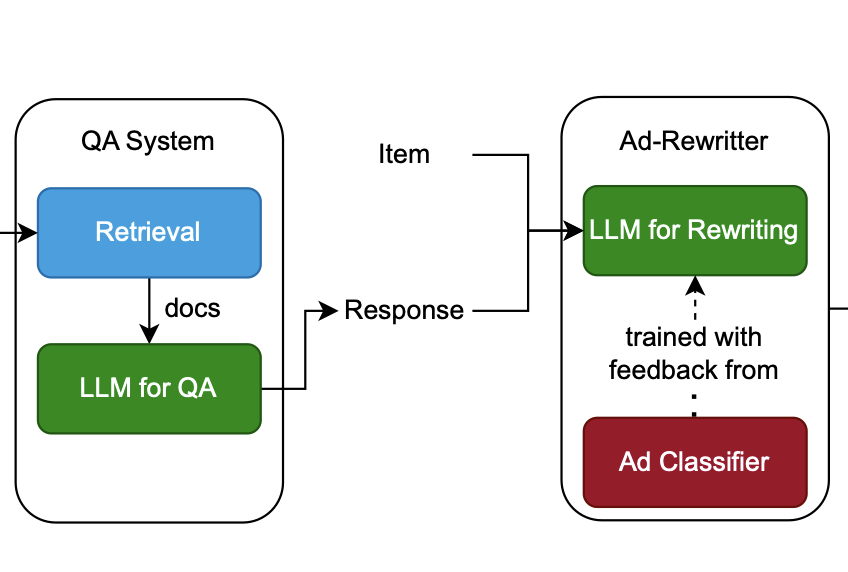 QA System
Retrieval
docs
LLM for QA
Item
Response
Ad-Rewritter
LLM for Rewriting
trained with
feedback from
Ad Classifier